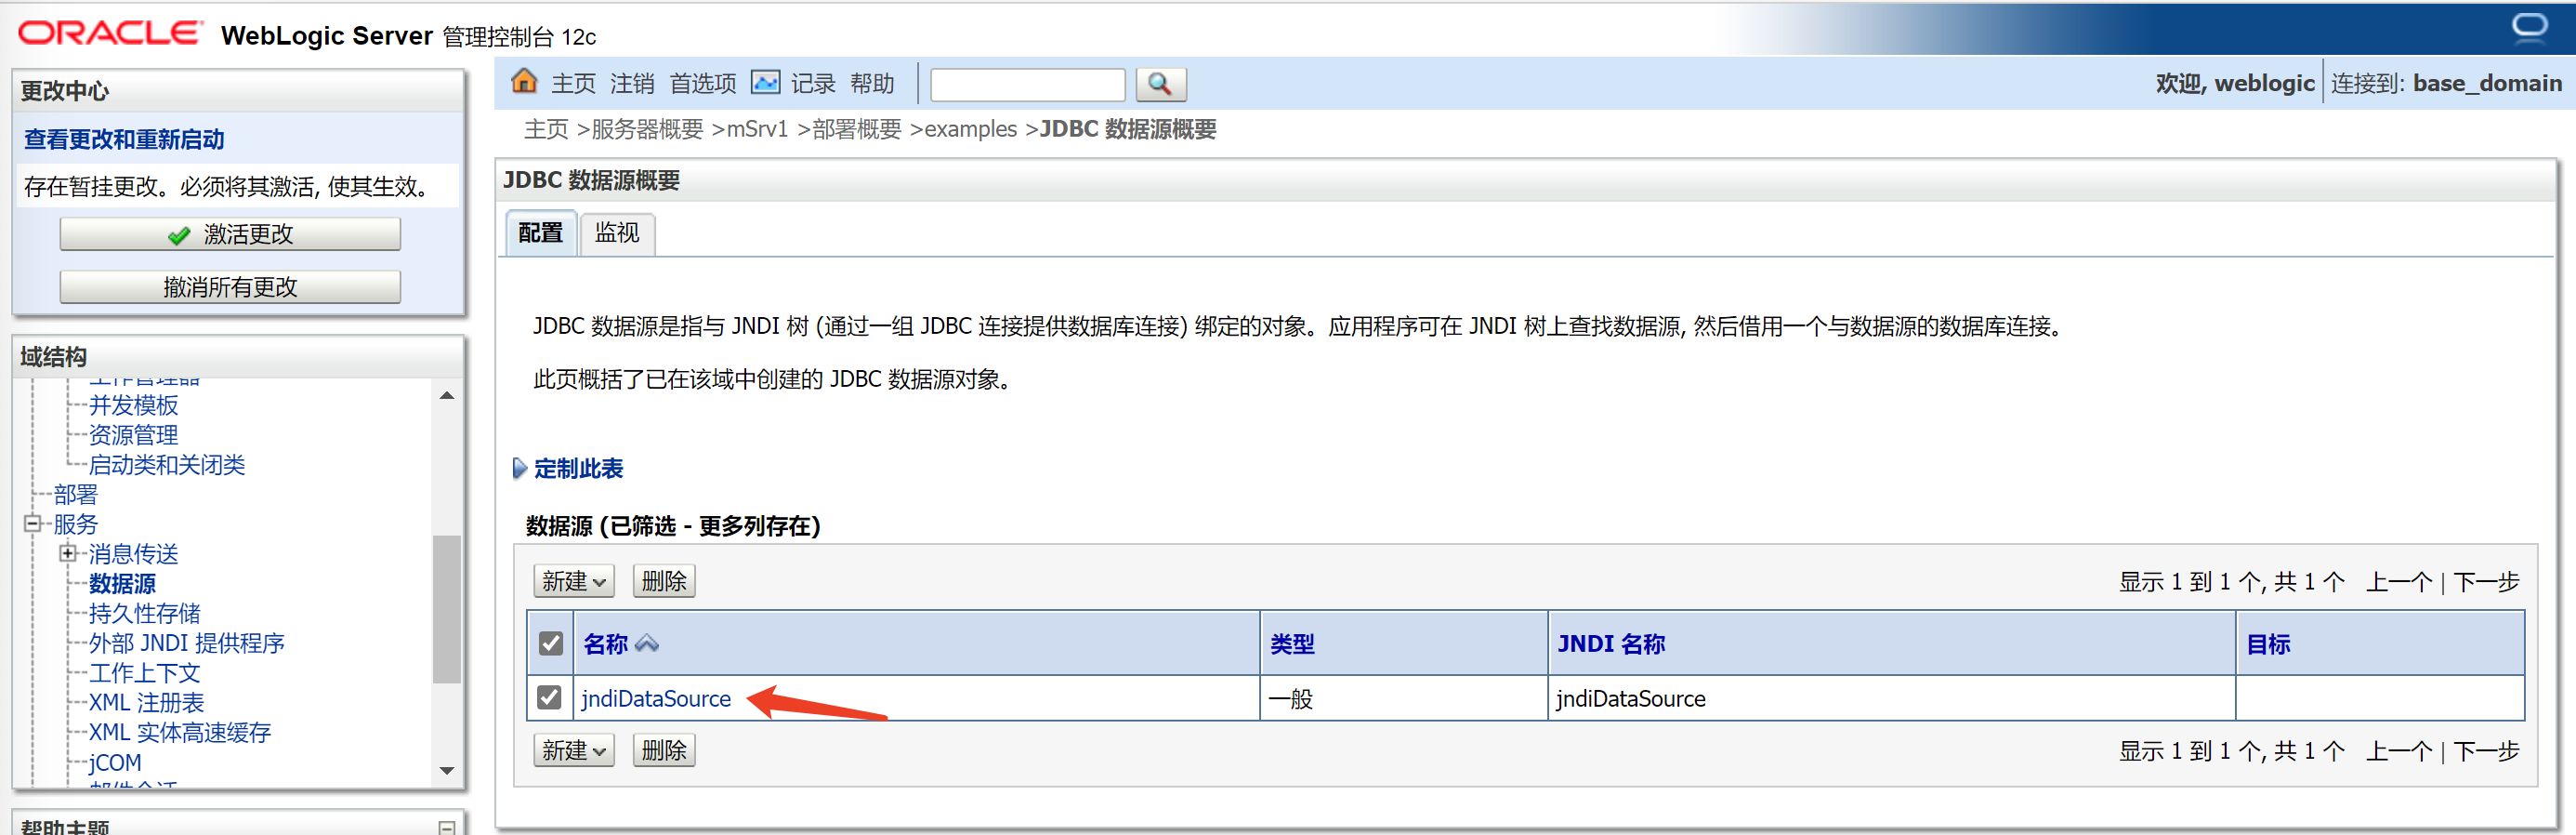 ORACLE WebLogic Server 管理控制台 12c
更改中心
查看更改和重新启动
存在暂挂更改。必须将其激活, 使其生效。
激活更改
撤消所有更改
域结构
工作管理器
并发模板
资源管理
启动类和关闭类
部署
服务
消息传送
数据源
持久性存储
外部 JNDI 提供程序
工作上下文
XML 注册表
XML 实体高速缓存
jCOM
邮件会话
帮助主题
主页 注销 首选项 记录 帮助
欢迎, weblogic 连接到: base_domain
主页 >服务器概要 >mSrv1 >部署概要 >examples >JDBC 数据源概要
JDBC 数据源概要
配置 监视
JDBC 数据源是指与 JNDI 树 (通过一组 JDBC 连接提供数据库连接) 绑定的对象。应用程序可在 JNDI 树上查找数据源, 然后借用一个与数据源的数据库连接。
此页概括了已在该域中创建的 JDBC 数据源对象。
定制此表
数据源 (已筛选 - 更多列存在)
新建 删除 显示 1 到 1 个, 共 1 个 上一个 | 下一步
名称 类型 JNDI 名称 目标
jndiDataSource 一般 jndiDataSource
新建 删除 显示 1 到 1 个, 共 1 个 上一个 | 下一步